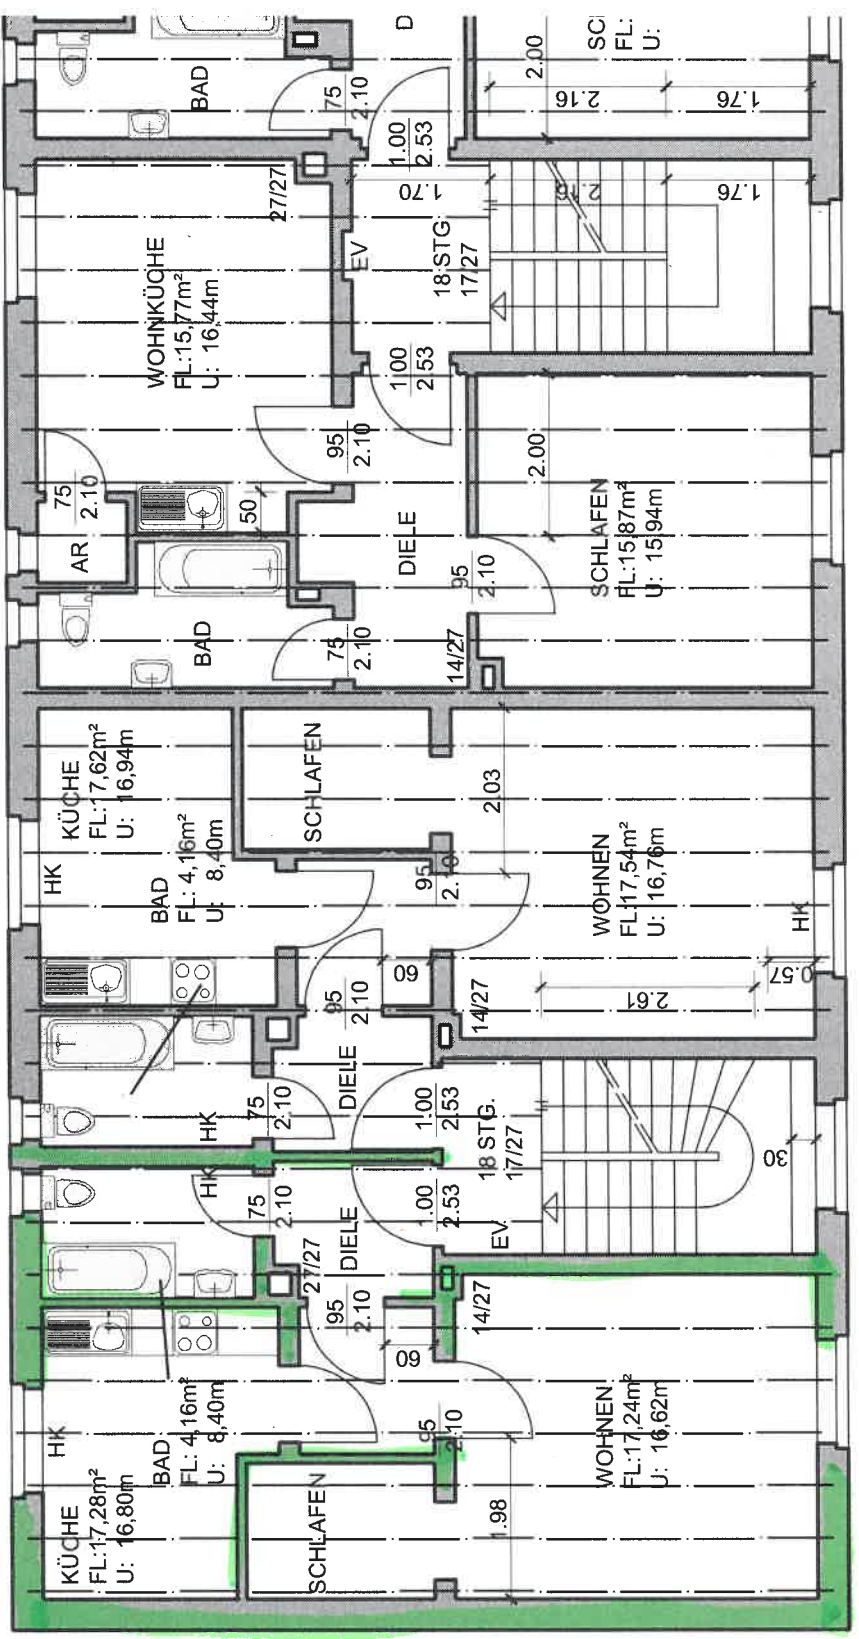 BAD
75
2.10
D
2.00
SC
FL:
U:
2.16
1.76
1.00
2.53
27/27
1.70
2.16
1.76
WOHNKÜCHE
FL:15,77m²
U: 16,44m
EV
18 STG
17/27
1.00
2.53
95
2.10
75
2.10
AR
50
DIELE
2.00
SCHLAFEN
FL:15,87m²
U: 15,94m
95
2.10
BAD
75
2.10
14/27
KÜCHE
FL:17,62m²
U: 16,94m
SCHLAFEN
2.03
HK
BAD
FL: 4,16m²
U: 8,40m
95
2.10
WOHNEN
FL:17,54m²
U: 16,76m
HK
60
95
2.10
14/27
2.61
0.57
DIELE
HK
75
2.10
1.00
2.53
18 STG.
17/27
30
HK
75
2.10
DIELE
1.00
2.53
EV
27/27
95
2.10
14/27
60
HK
BAD
FL: 4,16m²
U: 8,40m
95
2.10
WOHNEN
FL:17,24m²
U: 16,62m
KÜCHE
FL:17,28m²
U: 16,80m
SCHLAFEN
1.98